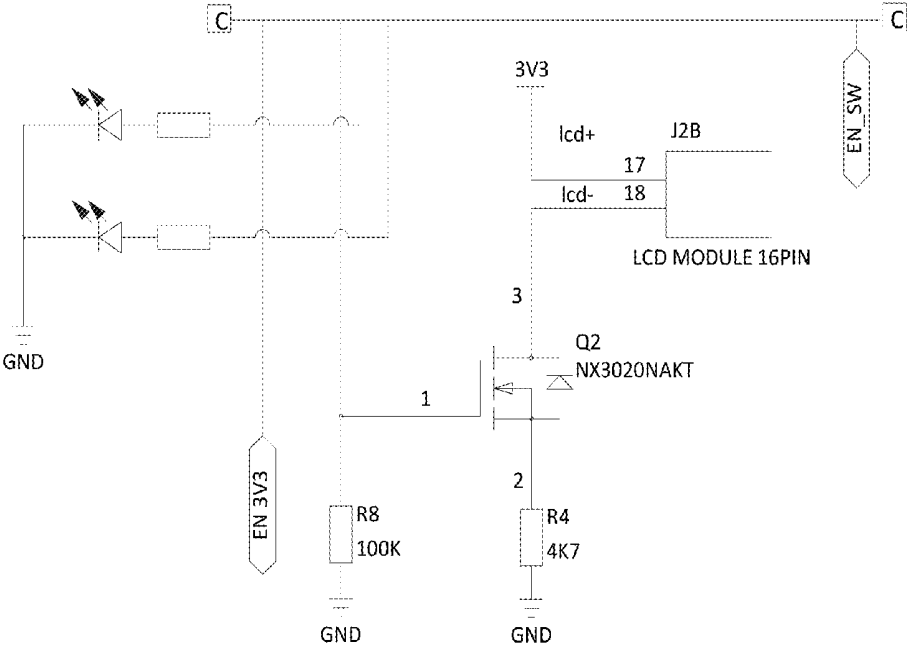 C
C
3V3
EN_SW
lcd+
J2B
17
lcd-
18
LCD MODULE 16PIN
3
Q2
GND
NX3020NAKT
1
2
EN 3V3
R8
100K
R4
4K7
GND
GND